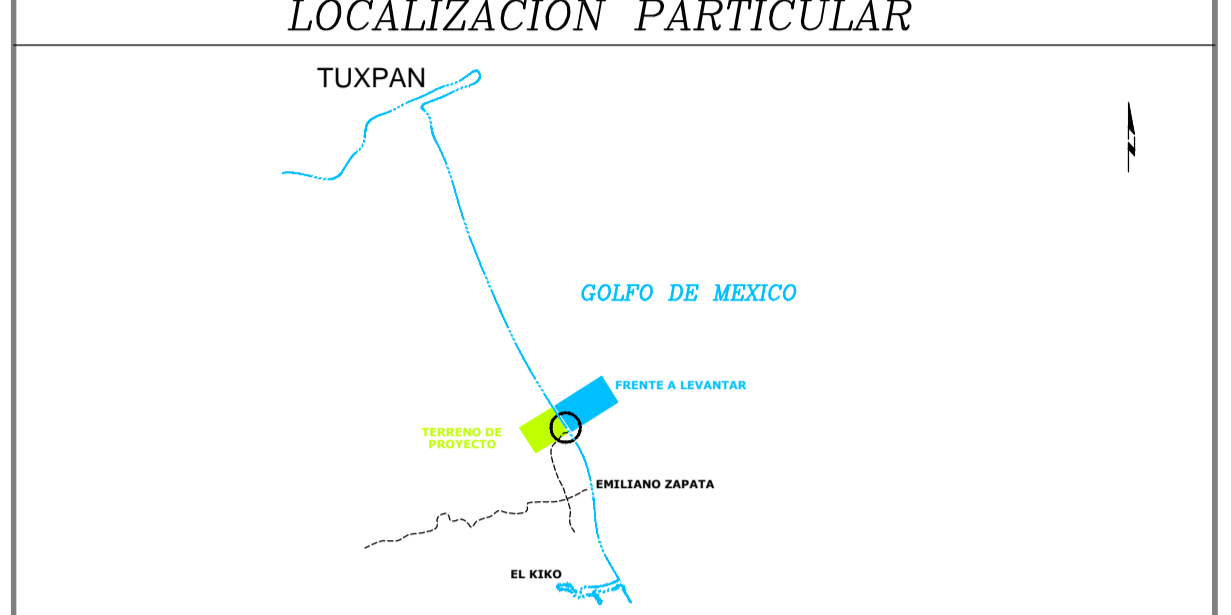 LOCALIZACION PARTICULAR
TUXPAN
GOLFO DE MEXICO
FRENTE A LEVANTAR
TERRENO DE
PROYECTO
EMILIANO ZAPATA
EL KIKO